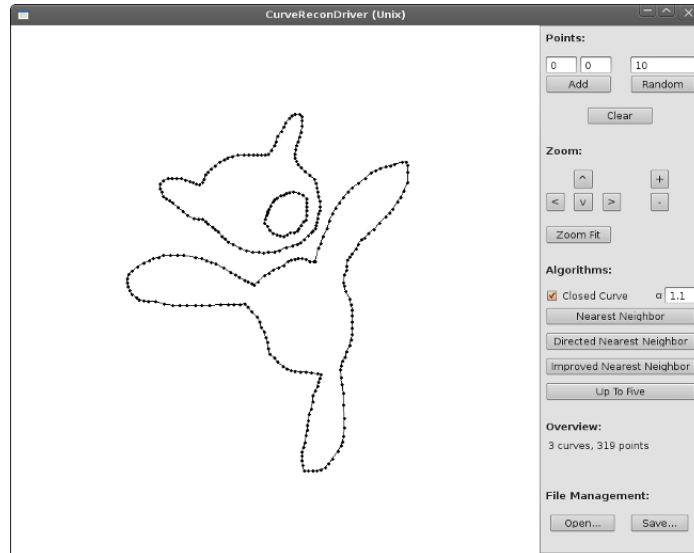 CurveReconDriver (Unix)
Points:
0 0 10
Add Random
Clear
Zoom:
^ +
< v > -
Zoom Fit
Algorithms:
Closed Curve α 1.1
Nearest Neighbor
Directed Nearest Neighbor
Improved Nearest Neighbor
Up To Five
Overview:
3 curves, 319 points
File Management:
Open... Save...